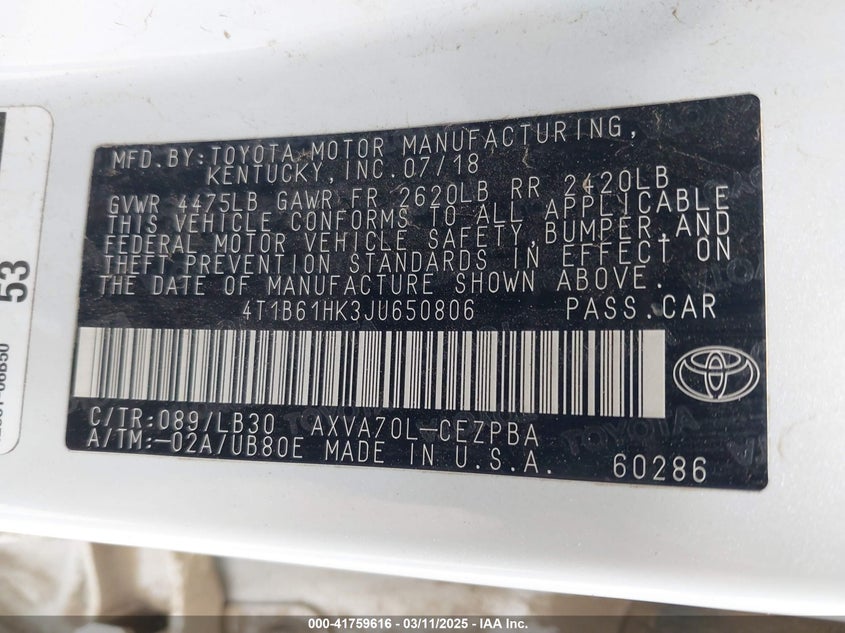 MFD. BY: TOYOTA MOTOR MANUFACTURING,
KENTUCKY, INC. 07/18
GVWR 4475LB GAWR FR 2620LB RR 2420LB
THIS VEHICLE CONFORMS TO ALL APPLICABLE
FEDERAL MOTOR VEHICLE SAFETY, BUMPER, AND
THEFT PREVENTION STANDARDS IN EFFECT ON
THE DATE OF MANUFACTURE SHOWN ABOVE.
4T1B61HK3JU650806 PASS. CAR
C/TR: 089/LB30 AXVA70L-CEZPBA
A/TM: -02A/UB80E MADE IN U.S.A. 60286
53
000-41759616 - 03/11/2025 - IAA Inc.